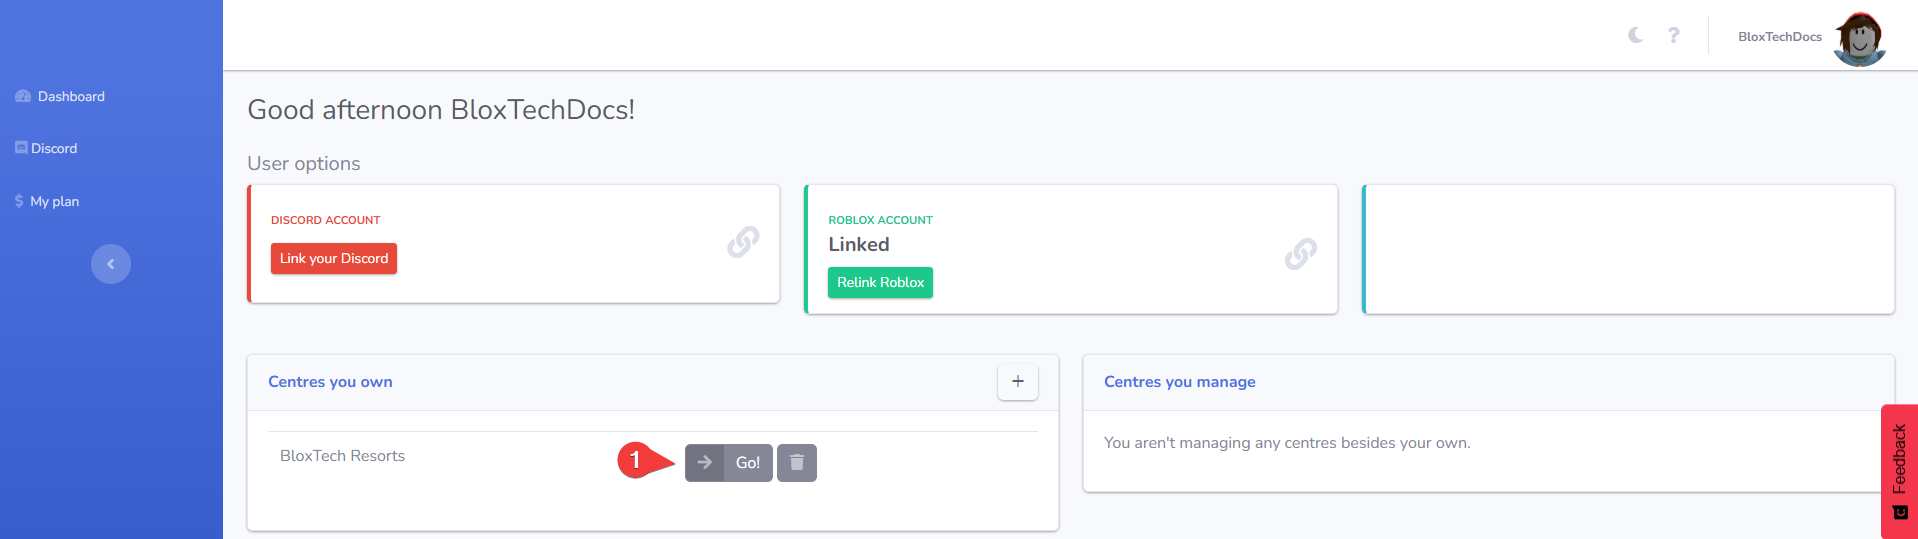 BloxTechDocs
Dashboard
Discord
My plan
Good afternoon BloxTechDocs!
User options
DISCORD ACCOUNT
Link your Discord
ROBLOX ACCOUNT
Linked
Relink Roblox
Centres you own
+
BloxTech Resorts
1
Go!
Centres you manage
You aren't managing any centres besides your own.
Feedback